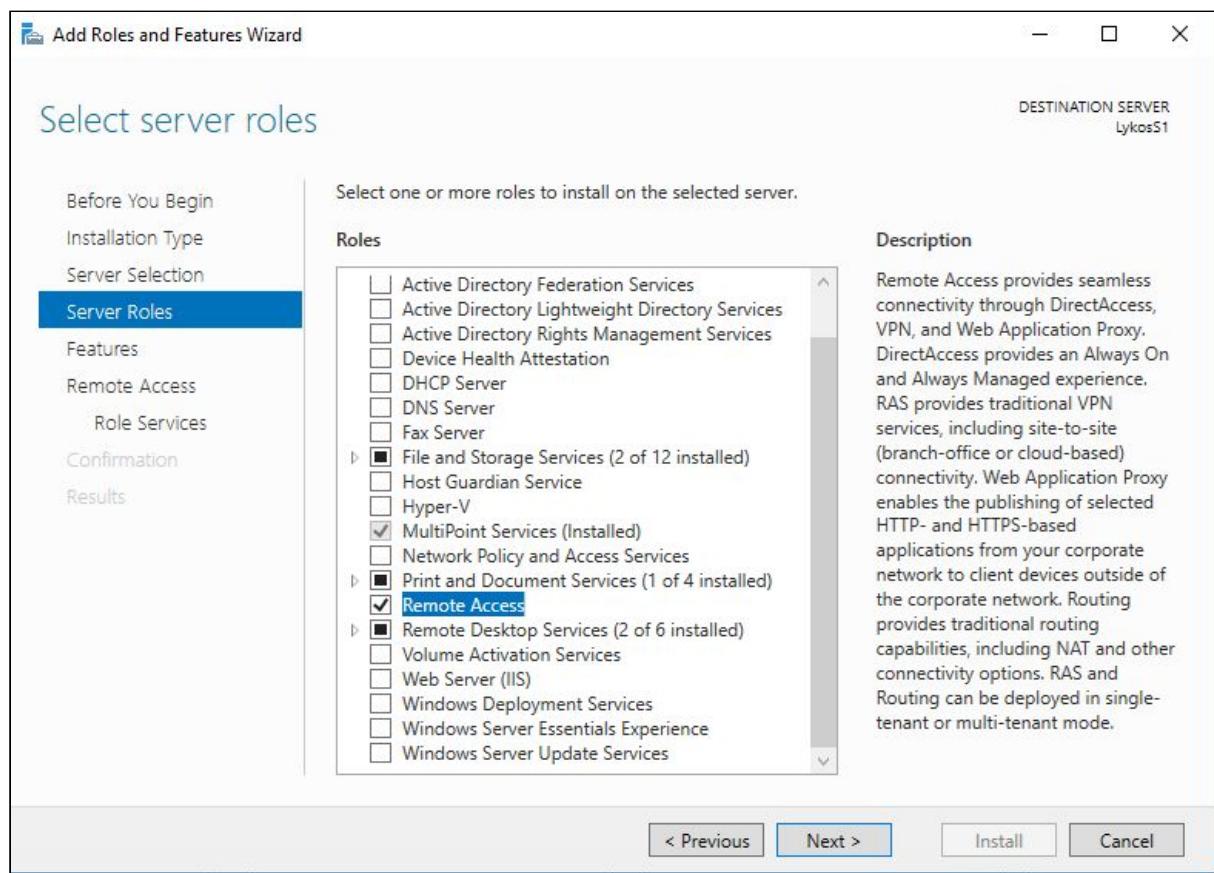 Add Roles and Features Wizard
Select server roles
DESTINATION SERVER
LykosS1
Before You Begin
Installation Type
Server Selection
Server Roles
Features
Remote Access
Role Services
Confirmation
Results
Select one or more roles to install on the selected server.
Roles
Active Directory Federation Services
Active Directory Lightweight Directory Services
Active Directory Rights Management Services
Device Health Attestation
DHCP Server
DNS Server
Fax Server
File and Storage Services (2 of 12 installed)
Host Guardian Service
Hyper-V
MultiPoint Services (Installed)
Network Policy and Access Services
Print and Document Services (1 of 4 installed)
Remote Access
Remote Desktop Services (2 of 6 installed)
Volume Activation Services
Web Server (IIS)
Windows Deployment Services
Windows Server Essentials Experience
Windows Server Update Services
Description
Remote Access provides seamless
connectivity through DirectAccess,
VPN, and Web Application Proxy.
DirectAccess provides an Always On
and Always Managed experience.
RAS provides traditional VPN
services, including site-to-site
(branch-office or cloud-based)
connectivity. Web Application Proxy
enables the publishing of selected
HTTP- and HTTPS-based
applications from your corporate
network to client devices outside of
the corporate network. Routing
provides traditional routing
capabilities, including NAT and other
connectivity options. RAS and
Routing can be deployed in single-
tenant or multi-tenant mode.
< Previous
Next >
Install
Cancel